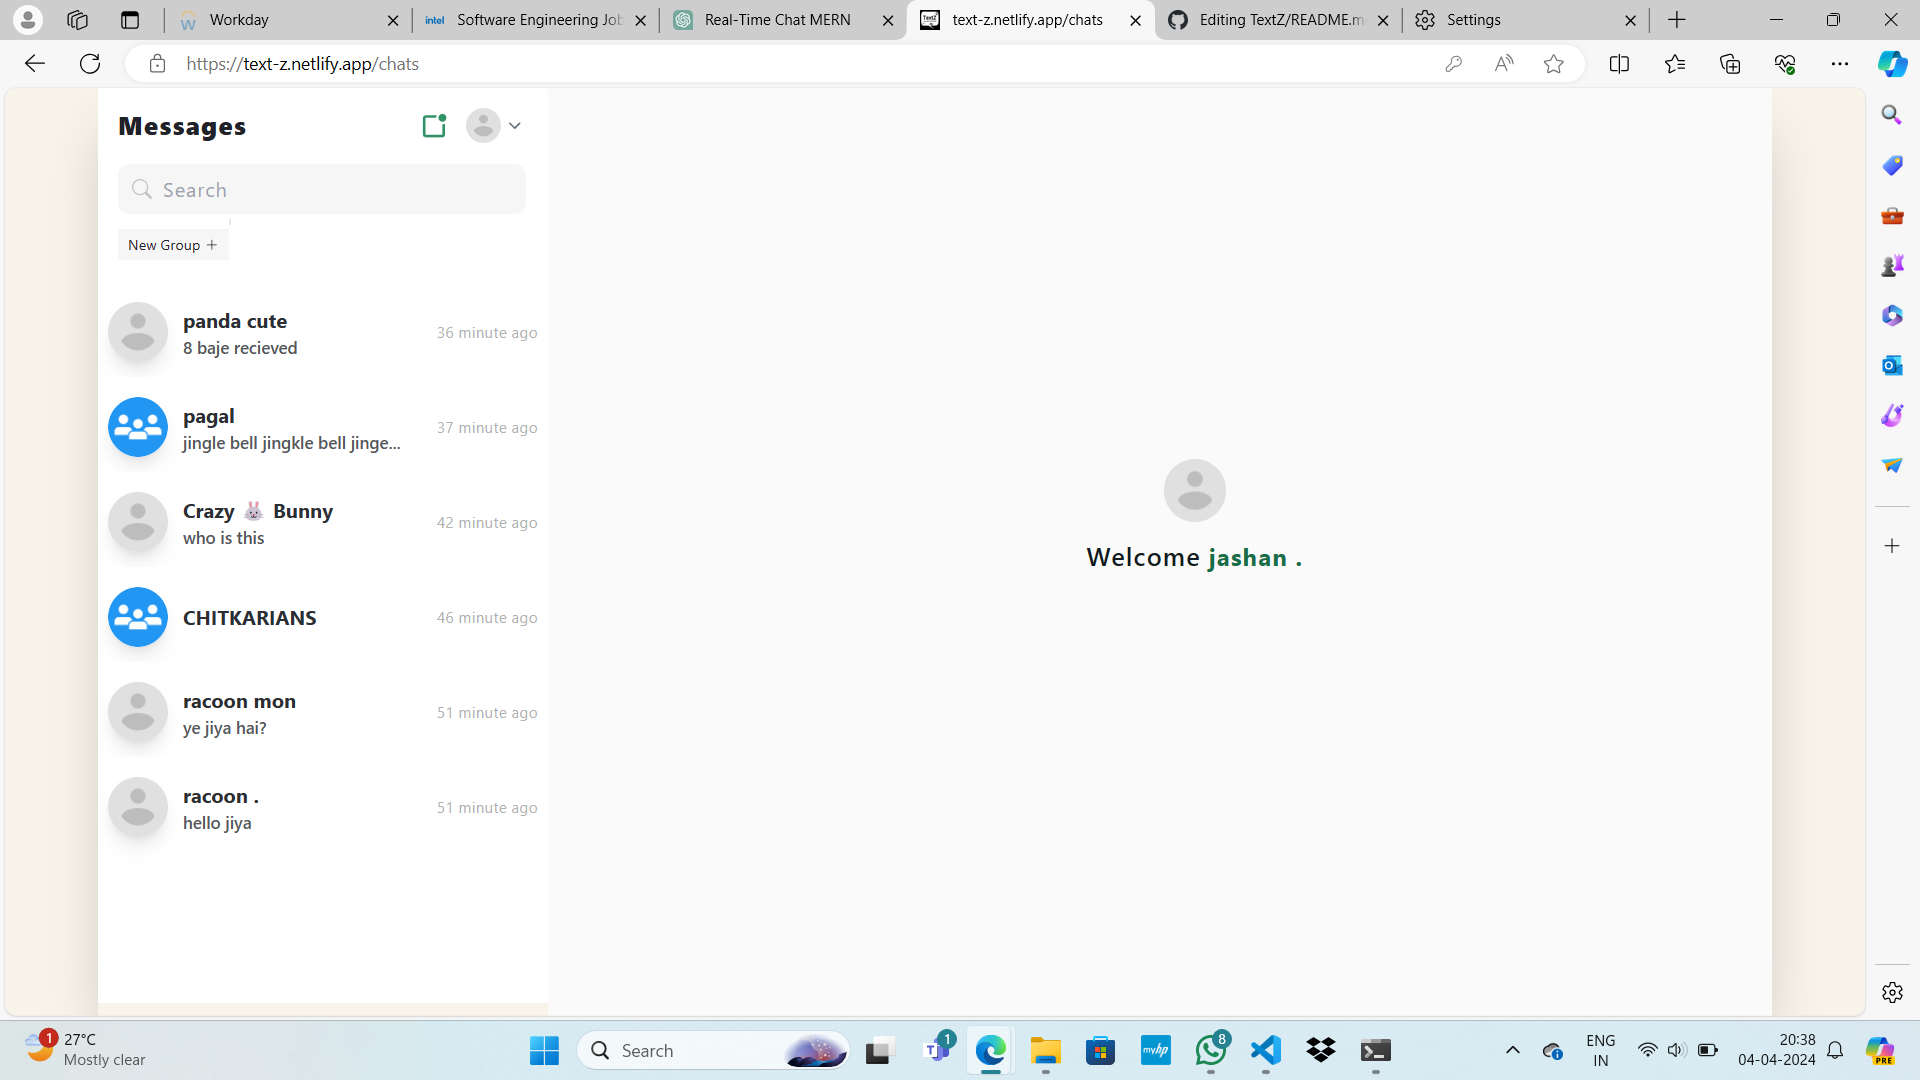 Workday
Software Engineering Job
Real-Time Chat MERN
text-z.netlify.app/chats
Editing TextZ/README.m
Settings
https://text-z.netlify.app/chats
Messages
Search
New Group +
panda cute
8 baje recieved
36 minute ago
pagal
jingle bell jingkle bell jinge...
37 minute ago
Crazy 🐰 Bunny
who is this
42 minute ago
CHITKARIANS
46 minute ago
racoon mon
ye jiya hai?
51 minute ago
racoon .
hello jiya
51 minute ago
Welcome jashan .
1
27°C
Mostly clear
Search
1
myhp
8
ENG
IN
20:38
04-04-2024
PRE
intel